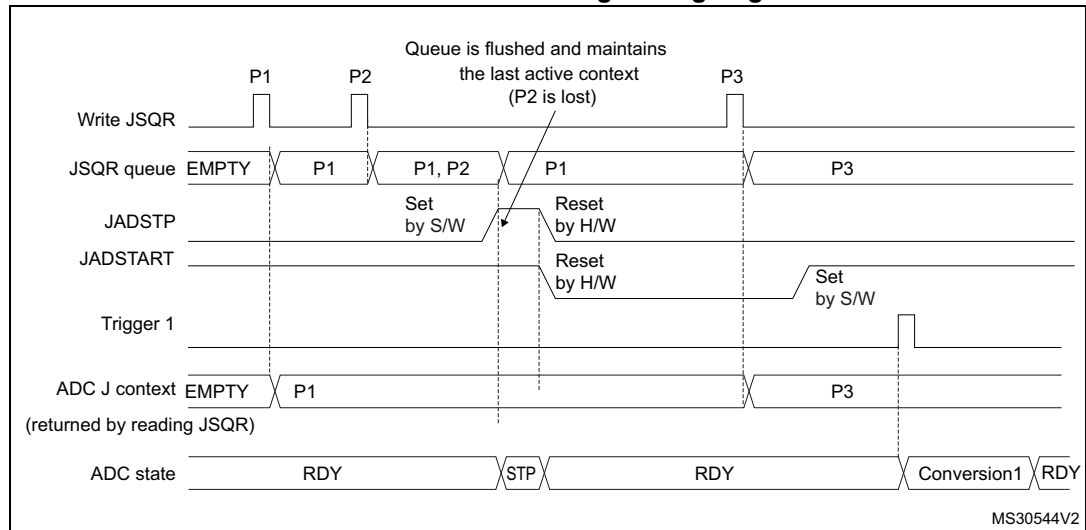 Queue is flushed and maintains
the last active context
(P2 is lost)
P1 P2 P3
Write JSQR
JSQR queue EMPTY P1 P1, P2 P1 P3
Set
by S/W
Reset
by H/W
JADSTP
JADSTART
Reset
by H/W
Set
by S/W
Trigger 1
ADC J context EMPTY P1 P3
(returned by reading JSQR)
ADC state RDY STP RDY Conversion1 RDY
MS30544V2